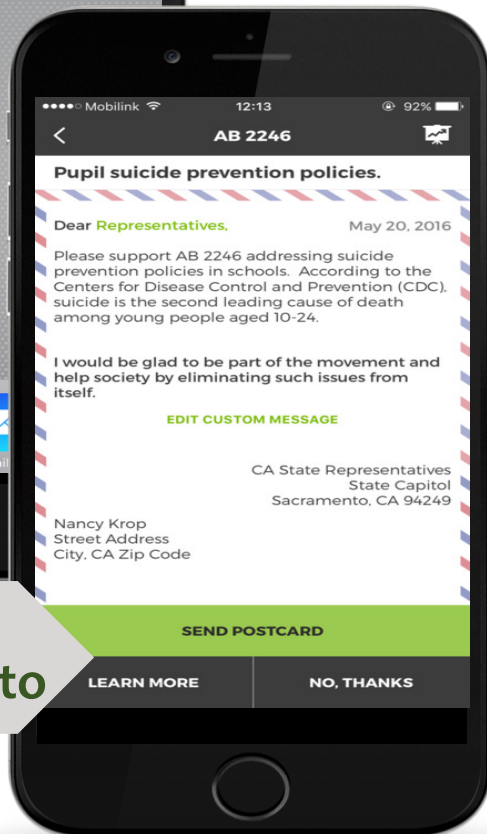 Mobilink 12:13 92%
AB 2246
Pupil suicide prevention policies.
Dear Representatives, May 20, 2016
Please support AB 2246 addressing suicide
prevention policies in schools. According to the
Centers for Disease Control and Prevention (CDC),
suicide is the second leading cause of death
among young people aged 10-24.
I would be glad to be part of the movement and
help society by eliminating such issues from
itself.
EDIT CUSTOM MESSAGE
CA State Representatives
State Capitol
Sacramento, CA 94249
Nancy Krop
Street Address
City, CA Zip Code
SEND POSTCARD
to
LEARN MORE NO, THANKS